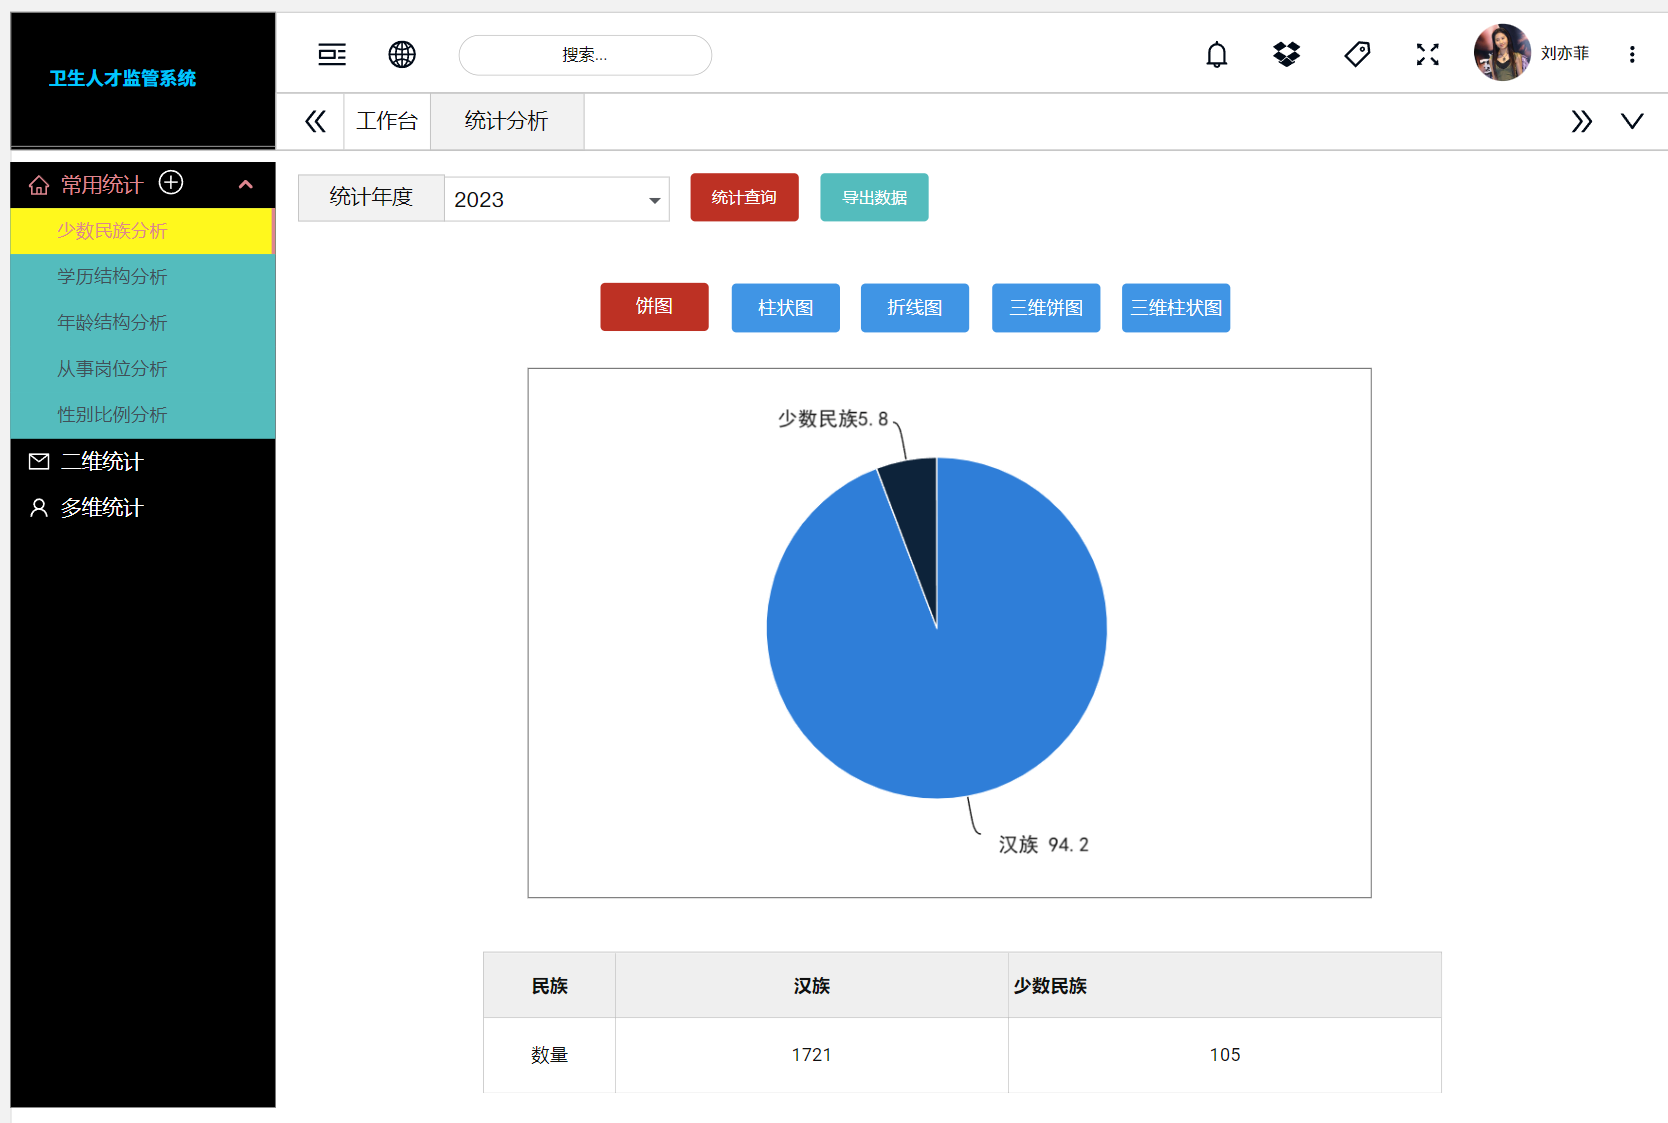 卫生人才监管系统
搜索...
刘亦菲
工作台
统计分析
常用统计
少数民族分析
学历结构分析
年龄结构分析
从事岗位分析
性别比例分析
二维统计
多维统计
统计年度
2023
统计查询
导出数据
饼图
柱状图
折线图
三维饼图
三维柱状图
少数民族5.8
汉族 94.2
民族
汉族
少数民族
数量
1721
105